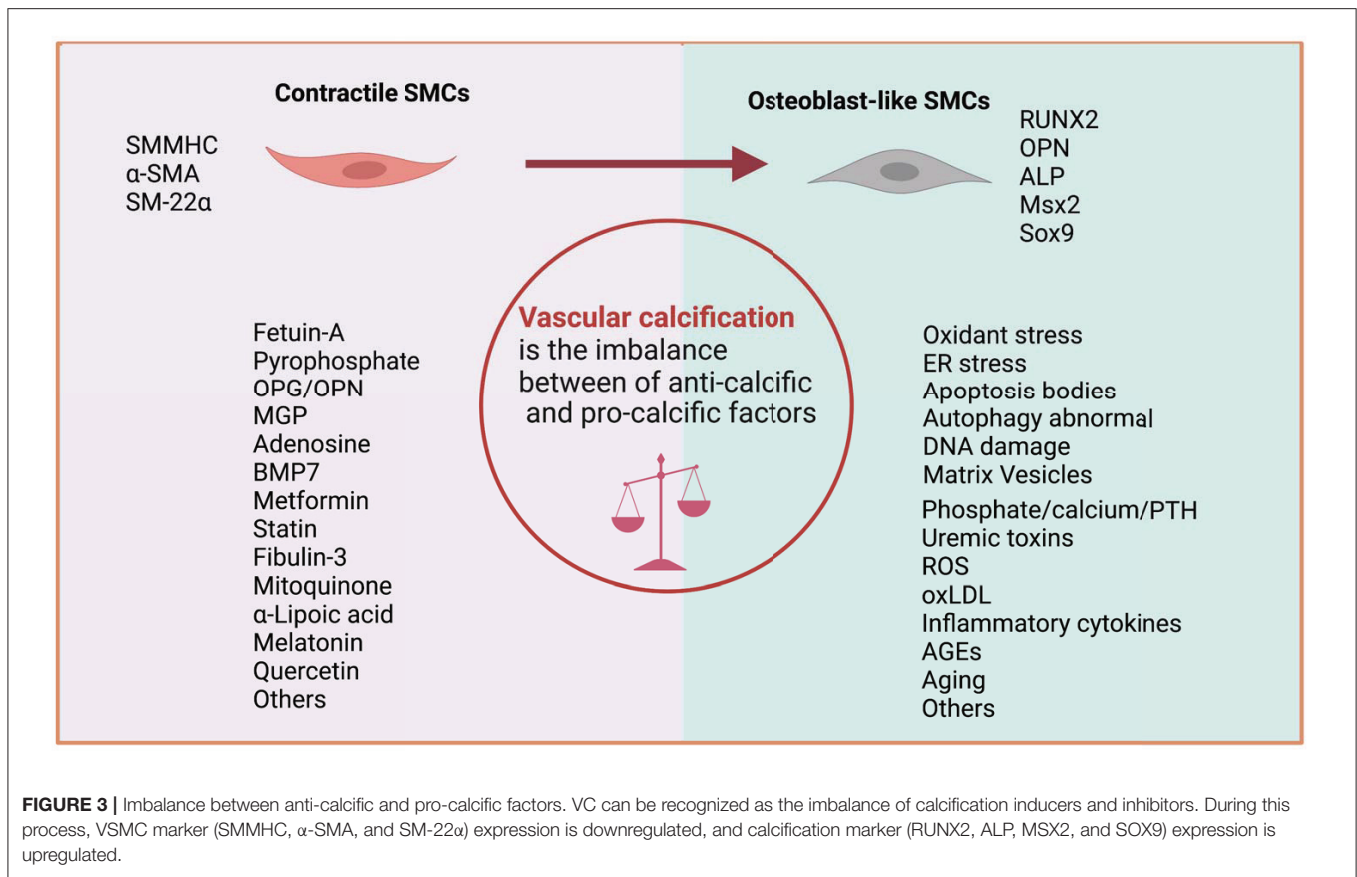 Contractile SMCs
SMMHC
α-SMA
SM-22α
Osteoblast-like SMCs
RUNX2
OPN
ALP
Msx2
Sox9
Fetuin-A
Pyrophosphate
OPG/OPN
MGP
Adenosine
BMP7
Metformin
Statin
Fibulin-3
Mitoquinone
α-Lipoic acid
Melatonin
Quercetin
Others
Vascular calcification
is the imbalance
between of anti-calcific
and pro-calcific factors
Oxidant stress
ER stress
Apoptosis bodies
Autophagy abnormal
DNA damage
Matrix Vesicles
Phosphate/calcium/PTH
Uremic toxins
ROS
oxLDL
Inflammatory cytokines
AGEs
Aging
Others
FIGURE 3 | Imbalance between anti-calcific and pro-calcific factors. VC can be recognized as the imbalance of calcification inducers and inhibitors. During this
process, VSMC marker (SMMHC, α-SMA, and SM-22α) expression is downregulated, and calcification marker (RUNX2, ALP, MSX2, and SOX9) expression is
upregulated.